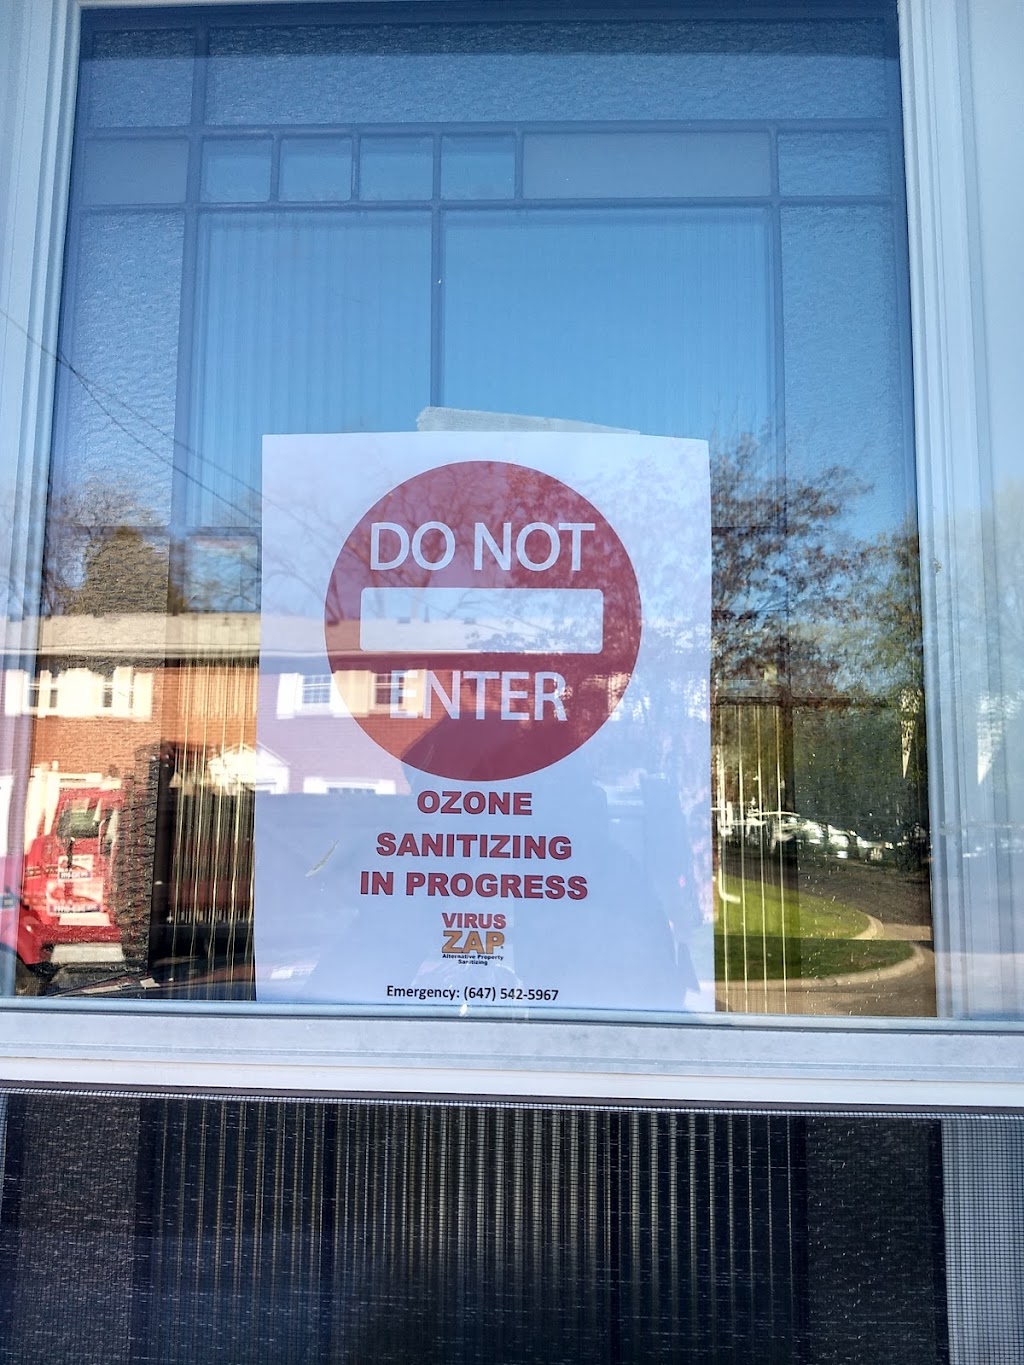 DO NOT
ENTER
OZONE
SANITIZING
IN PROGRESS
VIRUS
ZAP
Alternative Property
Sanitizing
Emergency: (647) 542-5967